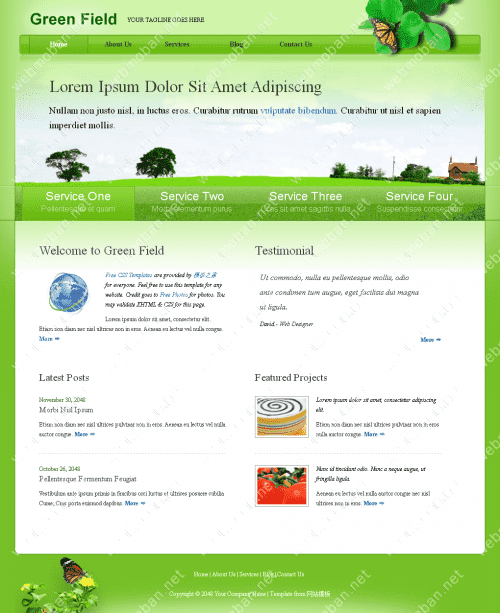 Green Field
YOUR TAGLINE GOES HERE
Home About Us Services Blog Contact Us
Lorem Ipsum Dolor Sit Amet Adipiscing
Nullam non justo nisl, in luctus eros. Curabitur rutrum vulputate bibendum. Curabitur ut nisl et sapien
imperdiet mollis.
Service One
Pellentesque et quam
Service Two
Morbi elementum purus
Service Three
sit amet sagittis nulla
Service Four
Suspendisse consectetur
Welcome to Green Field
Free CSS Templates are provided by 模板之家
for everyone. Feel free to use this template for any
website. Credit goes to Free Photos for photos. You
may validate XHTML & CSS for this page.
Lorem ipsum dolor sit amet, consectetur elit.
Etiam non diam nec nisl ultrices non in eros. Aenean eu lectus vel nulla congue.
More
Testimonial
Ut commodo, nulla eu pellentesque mollis, odio
ante condimen tum augue, eget facilisis dui magna
ut ligula.
David - Web Designer
More
Latest Posts
November 30, 2048
Morbi Nisl Ipsum
Etiam non diam nec nisl ultrices pulvinar non in eros. Aenean eu lectus vel nulla
auctor congue. More
October 26, 2048
Pellentesque Fermentum Feugiat
Vestibulum ante ipsum primis in faucibus orci luctus et ultrices posuere cubilia
Curae; Cras porta euismod dapibus. More
Featured Projects
Lorem ipsum dolor sit amet, consectetur adipiscing
elit.
Etiam non diam nec nisl ultrices pulvinar non in eros.
nulla auctor congue. More
Nunc id tincidunt odio. Nunc a neque augue, ut
fringilla ligula.
Aenean eu lectus vel nulla auctor congue nec nisl
ultrices non in eros. More
Home | About Us | Services | Blog | Contact Us
Copyright © 2048 Your Company Name | Template from 网站模板
webmoban.net